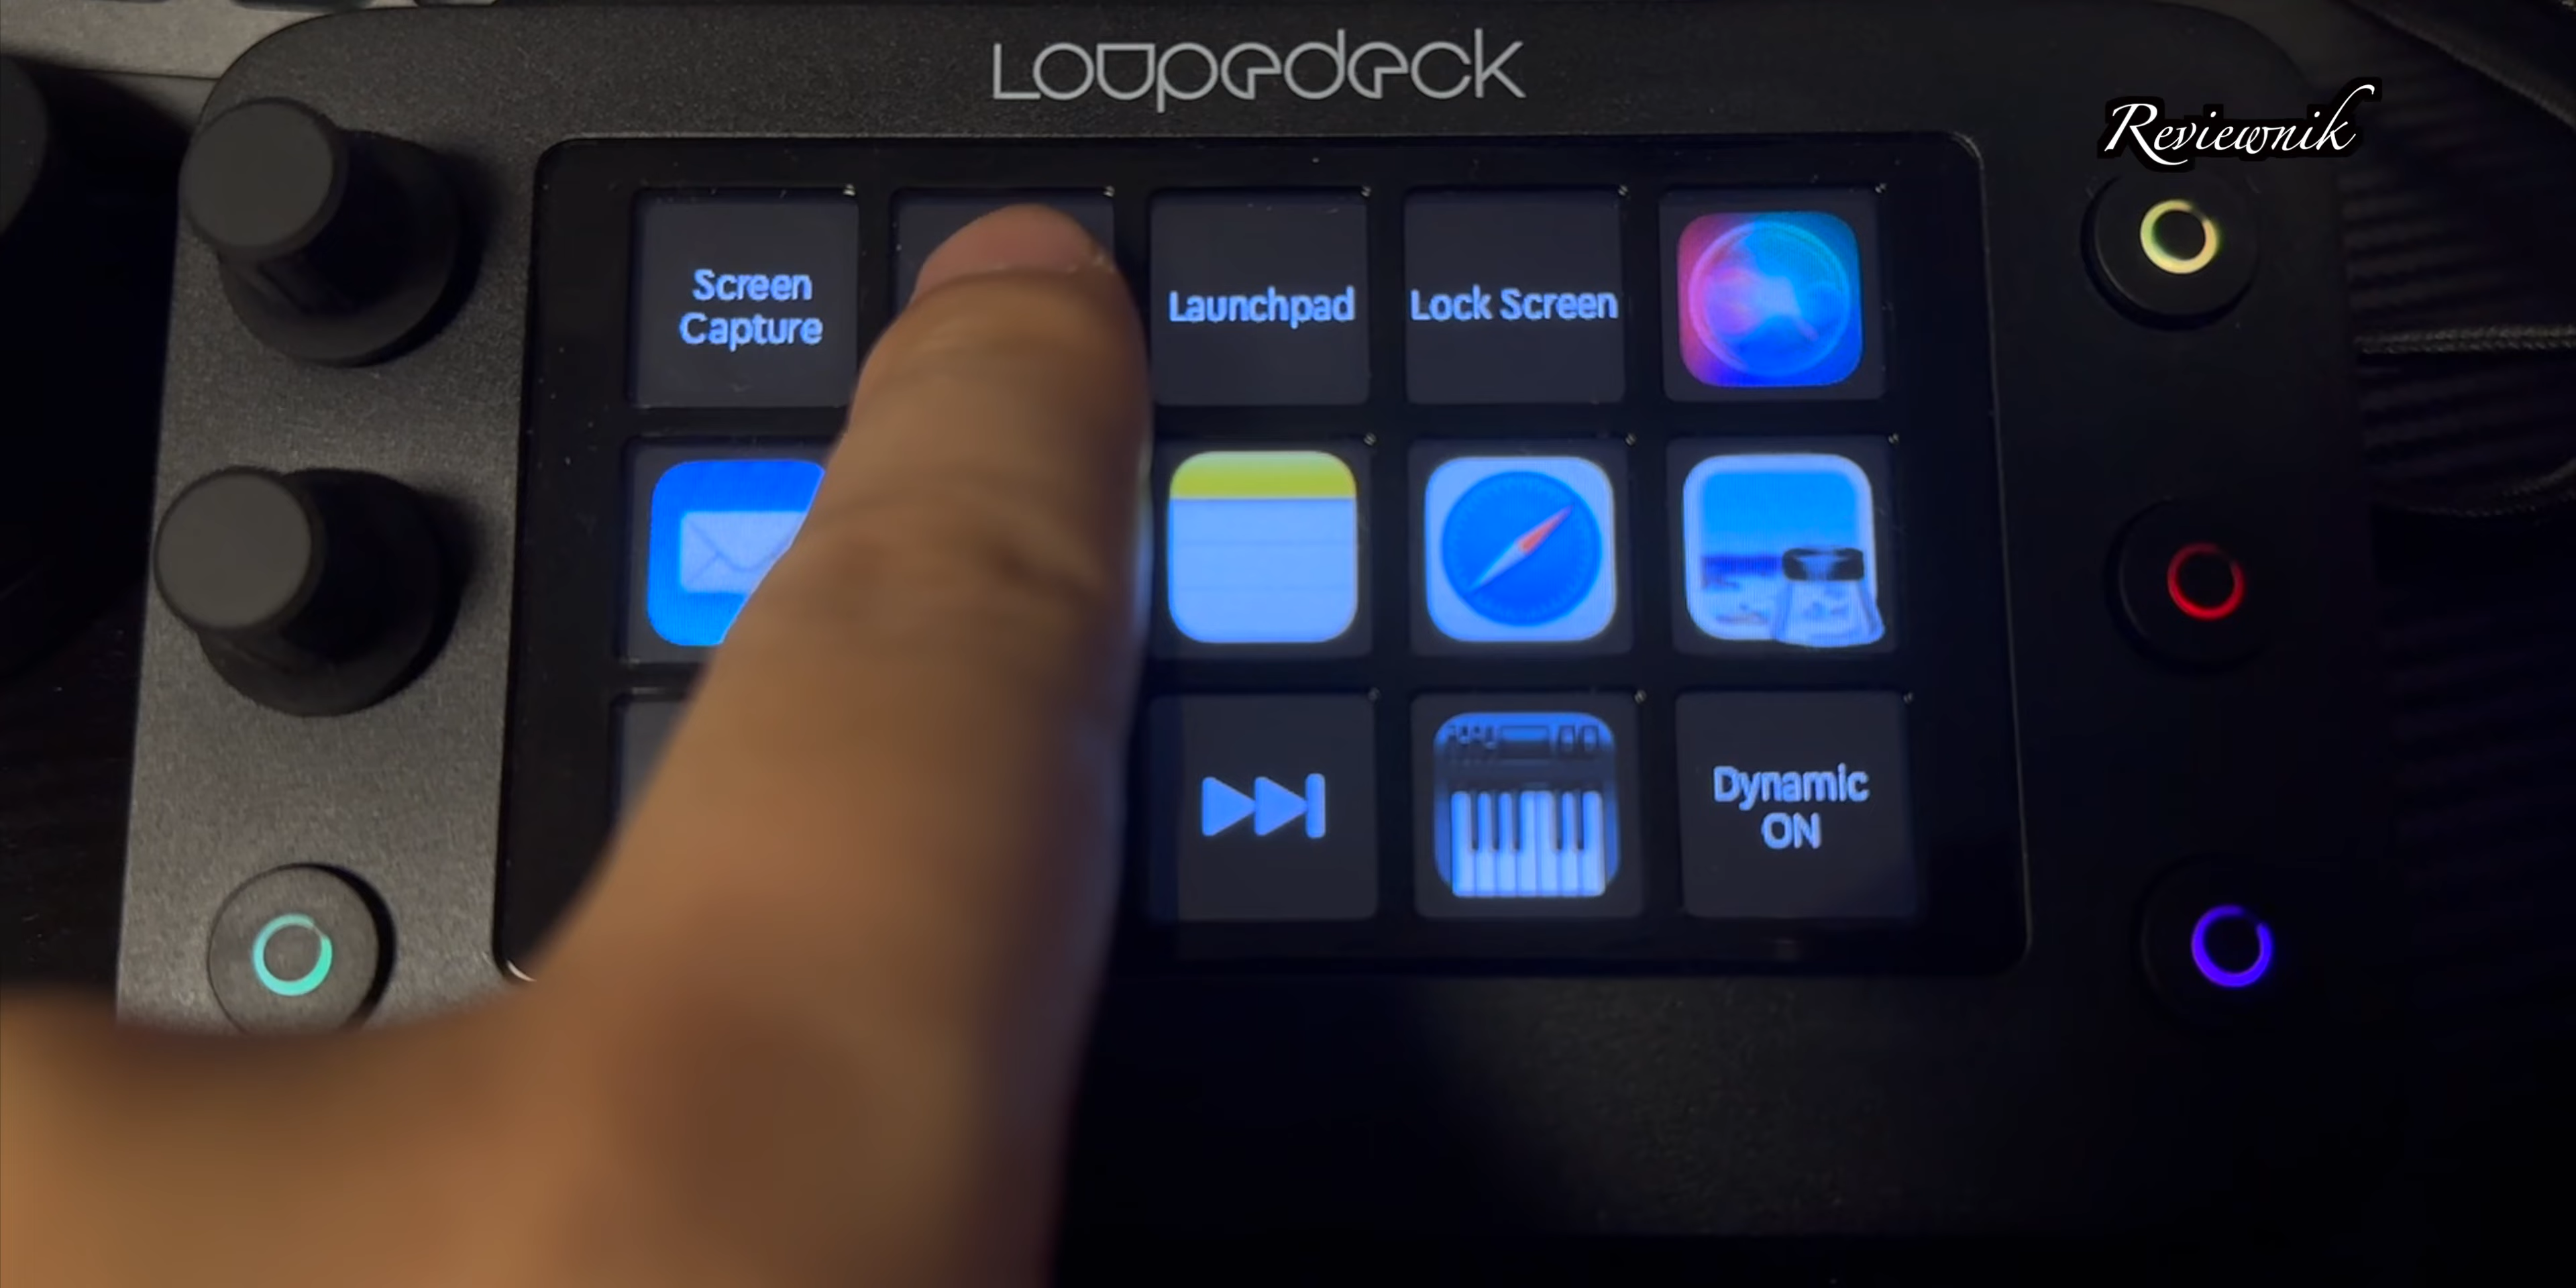 Loupedeck
Reviewnik
Screen
Capture
Launchpad
Lock Screen
Dynamic
ON